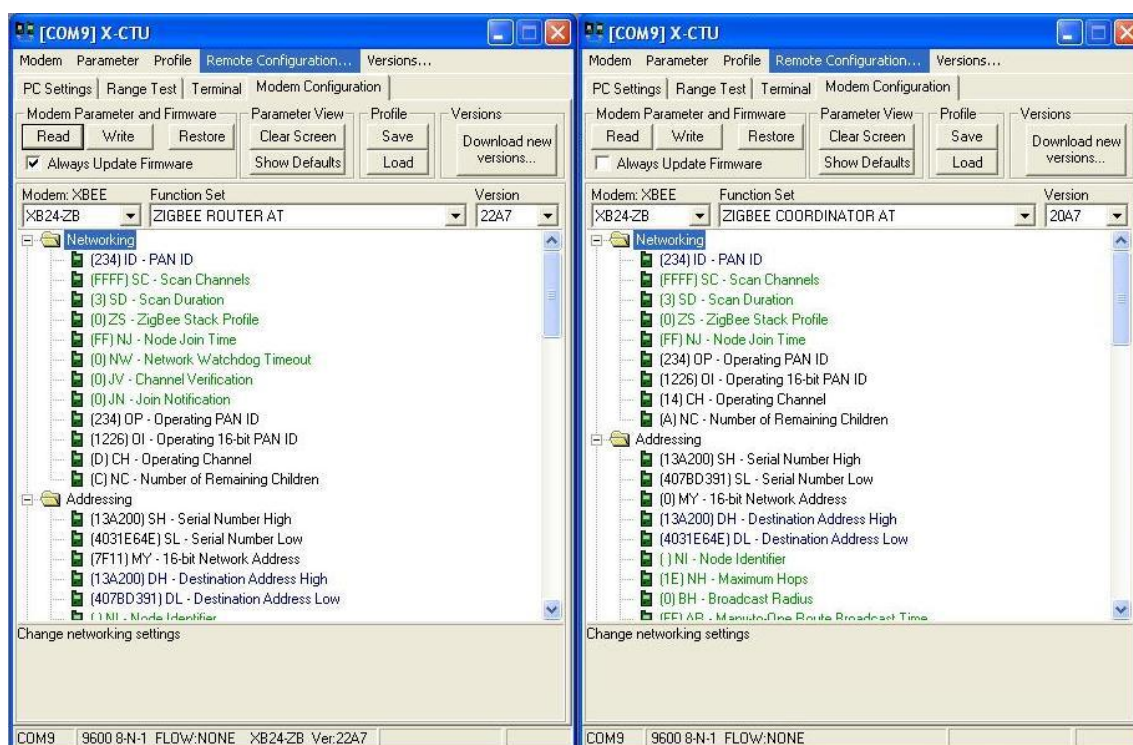 [COM9] X-CTU
Modem Parameter Profile Remote Configuration... Versions...
PC Settings Range Test Terminal Modem Configuration
Modem Parameter and Firmware Parameter View Profile Versions
Read Write Restore Clear Screen Save Download new versions...
Always Update Firmware Show Defaults Load
Modem: XBEE Function Set Version
XB24-ZB ZIGBEE ROUTER AT 22A7
Networking
(234) ID - PAN ID
(FFFF) SC - Scan Channels
(3) SD - Scan Duration
(0) ZS - ZigBee Stack Profile
(FF) NJ - Node Join Time
(0) NW - Network Watchdog Timeout
(0) JV - Channel Verification
(0) JN - Join Notification
(234) OP - Operating PAN ID
(1226) OI - Operating 16-bit PAN ID
(D) CH - Operating Channel
(C) NC - Number of Remaining Children
Addressing
(13A200) SH - Serial Number High
(4031E64E) SL - Serial Number Low
(7F11) MY - 16-bit Network Address
(13A200) DH - Destination Address High
(407BD391) DL - Destination Address Low
( ) NI - Node Identifier
Change networking settings
COM9 9600 8-N-1 FLOW:NONE XB24-ZB Ver:22A7
[COM9] X-CTU
Modem Parameter Profile Remote Configuration... Versions...
PC Settings Range Test Terminal Modem Configuration
Modem Parameter and Firmware Parameter View Profile Versions
Read Write Restore Clear Screen Save Download new versions...
Always Update Firmware Show Defaults Load
Modem: XBEE Function Set Version
XB24-ZB ZIGBEE COORDINATOR AT 20A7
Networking
(234) ID - PAN ID
(FFFF) SC - Scan Channels
(3) SD - Scan Duration
(0) ZS - ZigBee Stack Profile
(FF) NJ - Node Join Time
(234) OP - Operating PAN ID
(1226) OI - Operating 16-bit PAN ID
(14) CH - Operating Channel
(A) NC - Number of Remaining Children
Addressing
(13A200) SH - Serial Number High
(407BD391) SL - Serial Number Low
(0) MY - 16-bit Network Address
(13A200) DH - Destination Address High
(4031E64E) DL - Destination Address Low
( ) NI - Node Identifier
(1E) NH - Maximum Hops
(0) BH - Broadcast Radius
(FF) AR - Many-to-One Route Broadcast Time
Change networking settings
COM9 9600 8-N-1 FLOW:NONE